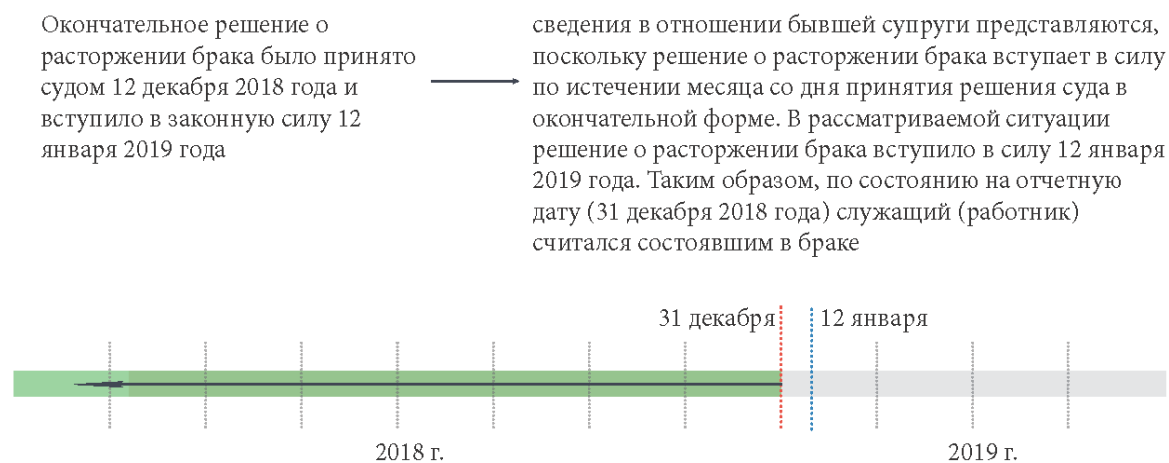 Окончательное решение о
расторжении брака было принято
судом 12 декабря 2018 года и
вступило в законную силу 12
января 2019 года
сведения в отношении бывшей супруги представляются,
поскольку решение о расторжении брака вступает в силу
по истечении месяца со дня принятия решения суда в
окончательной форме. В рассматриваемой ситуации
решение о расторжении брака вступило в силу 12 января
2019 года. Таким образом, по состоянию на отчетную
дату (31 декабря 2018 года) служащий (работник)
считался состоявшим в браке
31 декабря
12 января
2018 г.
2019 г.